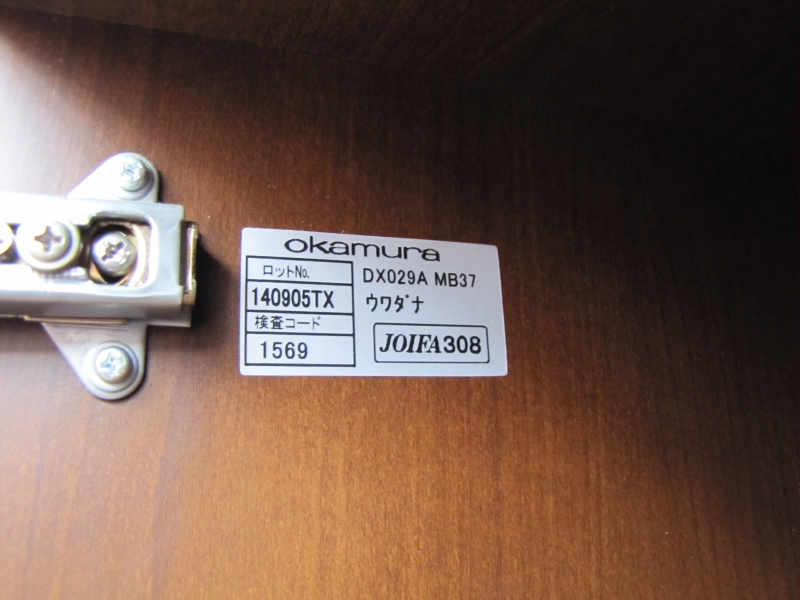 okamura
ロットNo.
140905TX
検査コード
1569
DX029A MB37
ウワダナ
JOIFA308